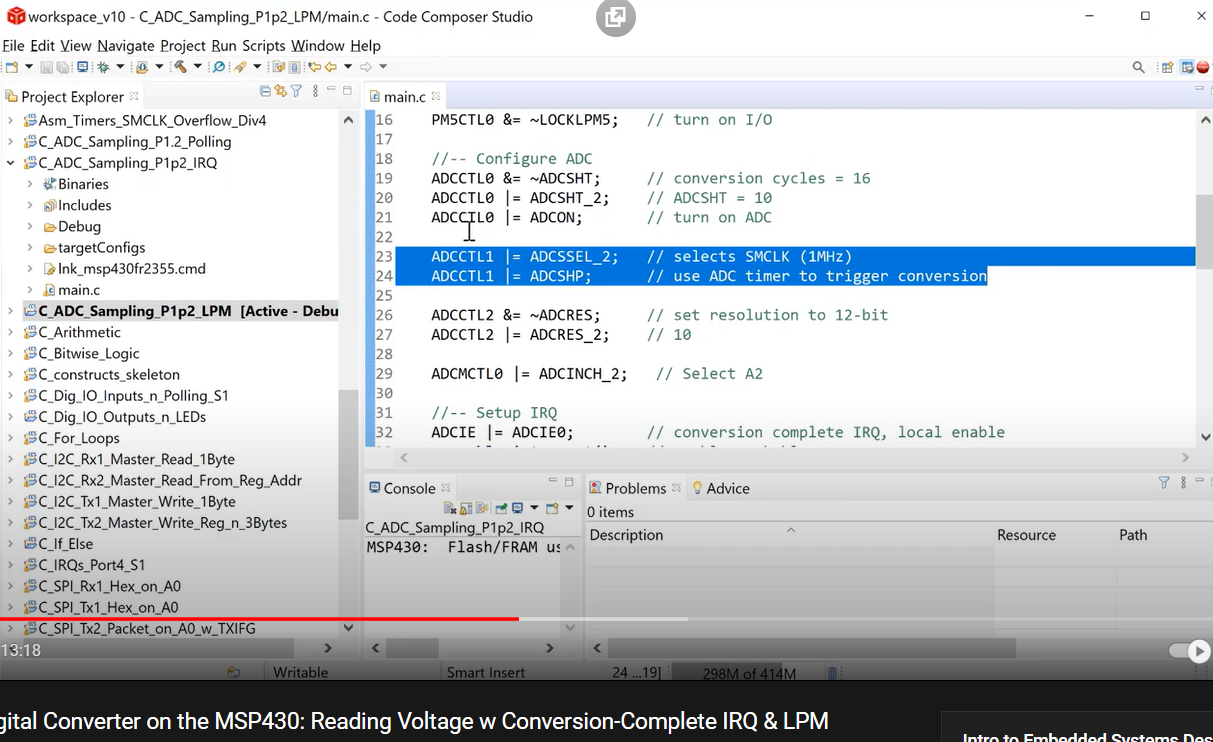 workspace_v10 - C_ADC_Sampling_P1p2_LPM/main.c - Code Composer Studio
File Edit View Navigate Project Run Scripts Window Help
Project Explorer
Asm_Timers_SMCLK_Overflow_Div4
C_ADC_Sampling_P1.2_Polling
C_ADC_Sampling_P1p2_IRQ
Binaries
Includes
Debug
targetConfigs
lnk_msp430fr2355.cmd
main.c
C_ADC_Sampling_P1p2_LPM [Active - Debu
C_Arithmetic
C_Bitwise_Logic
C_constructs_skeleton
C_Dig_IO_Inputs_n_Polling_S1
C_Dig_IO_Outputs_n_LEDs
C_For_Loops
C_I2C_Rx1_Master_Read_1Byte
C_I2C_Rx2_Master_Read_From_Reg_Addr
C_I2C_Tx1_Master_Write_1Byte
C_I2C_Tx2_Master_Write_Reg_n_3Bytes
C_If_Else
C_IRQs_Port4_S1
C_SPI_Rx1_Hex_on_A0
C_SPI_Tx1_Hex_on_A0
C_SPI_Tx2_Packet_on_A0_w_TXIFG
main.c
16 PM5CTL0 &= ~LOCKLPM5; // turn on I/O
17
18 //-- Configure ADC
19 ADCCTL0 &= ~ADCSHT; // conversion cycles = 16
20 ADCCTL0 |= ADCSHT_2; // ADCSHT = 10
21 ADCCTL0 |= ADCON; // turn on ADC
22
23 ADCCTL1 |= ADCSSEL_2; // selects SMCLK (1MHz)
24 ADCCTL1 |= ADCSHP; // use ADC timer to trigger conversion
25
26 ADCCTL2 &= ~ADCRES; // set resolution to 12-bit
27 ADCCTL2 |= ADCRES_2; // 10
28
29 ADCMCTL0 |= ADCINCH_2; // Select A2
30
31 //-- Setup IRQ
32 ADCIE |= ADCIE0; // conversion complete IRQ, local enable
Console
C_ADC_Sampling_P1p2_IRQ
MSP430: Flash/FRAM us
Problems Advice
0 items
Description Resource Path
13:18
Writable Smart Insert 24 ...19] 298M of 414M
gital Converter on the MSP430: Reading Voltage w Conversion-Complete IRQ & LPM
Intro to Embedded Systems Des